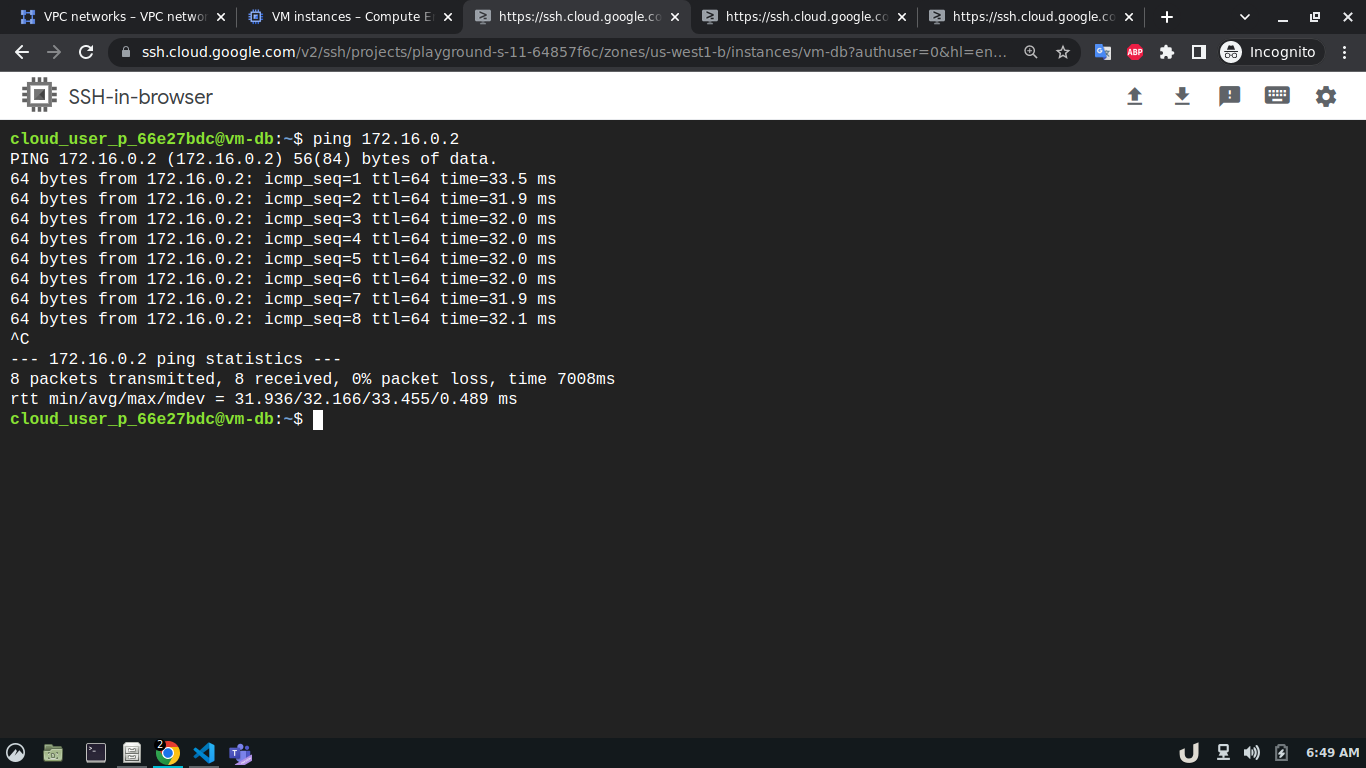 VPC networks – VPC networ
VM instances – Compute E
https://ssh.cloud.google.co
https://ssh.cloud.google.co
https://ssh.cloud.google.co
ssh.cloud.google.com/v2/ssh/projects/playground-s-11-64857f6c/zones/us-west1-b/instances/vm-db?authuser=0&hl=en...
ABP
Incognito
SSH-in-browser
cloud_user_p_66e27bdc@vm-db:~$ ping 172.16.0.2
PING 172.16.0.2 (172.16.0.2) 56(84) bytes of data.
64 bytes from 172.16.0.2: icmp_seq=1 ttl=64 time=33.5 ms
64 bytes from 172.16.0.2: icmp_seq=2 ttl=64 time=31.9 ms
64 bytes from 172.16.0.2: icmp_seq=3 ttl=64 time=32.0 ms
64 bytes from 172.16.0.2: icmp_seq=4 ttl=64 time=32.0 ms
64 bytes from 172.16.0.2: icmp_seq=5 ttl=64 time=32.0 ms
64 bytes from 172.16.0.2: icmp_seq=6 ttl=64 time=32.0 ms
64 bytes from 172.16.0.2: icmp_seq=7 ttl=64 time=31.9 ms
64 bytes from 172.16.0.2: icmp_seq=8 ttl=64 time=32.1 ms
^C
--- 172.16.0.2 ping statistics ---
8 packets transmitted, 8 received, 0% packet loss, time 7008ms
rtt min/avg/max/mdev = 31.936/32.166/33.455/0.489 ms
cloud_user_p_66e27bdc@vm-db:~$
2
6:49 AM